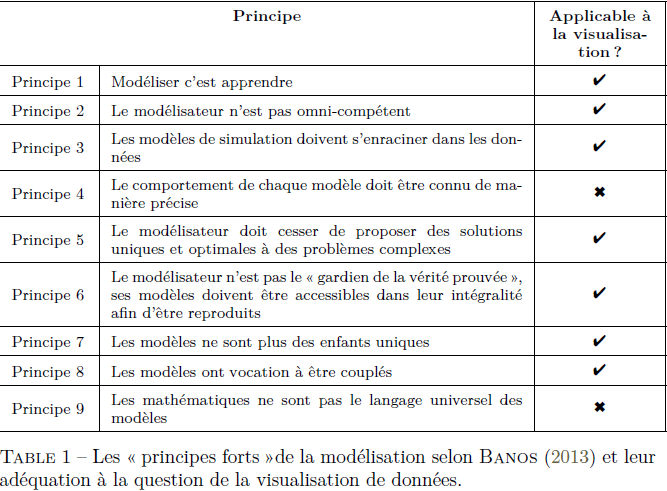 Principe Applicable à
la visualisa-
tion ?
Principe 1 Modéliser c'est apprendre ✔
Principe 2 Le modélisateur n'est pas omni-compétent ✔
Principe 3 Les modèles de simulation doivent s'enraciner dans les don-
nées ✔
Principe 4 Le comportement de chaque modèle doit être connu de ma-
nière précise ✖
Principe 5 Le modélisateur doit cesser de proposer des solutions
uniques et optimales à des problèmes complexes ✔
Principe 6 Le modélisateur n'est pas le « gardien de la vérité prouvée »,
ses modèles doivent être accessibles dans leur intégralité
afin d'être reproduits ✔
Principe 7 Les modèles ne sont plus des enfants uniques ✔
Principe 8 Les modèles ont vocation à être couplés ✔
Principe 9 Les mathématiques ne sont pas le langage universel des
modèles ✖
TABLE 1 – Les « principes forts »de la modélisation selon BANOS (2013) et leur
adéquation à la question de la visualisation de données.